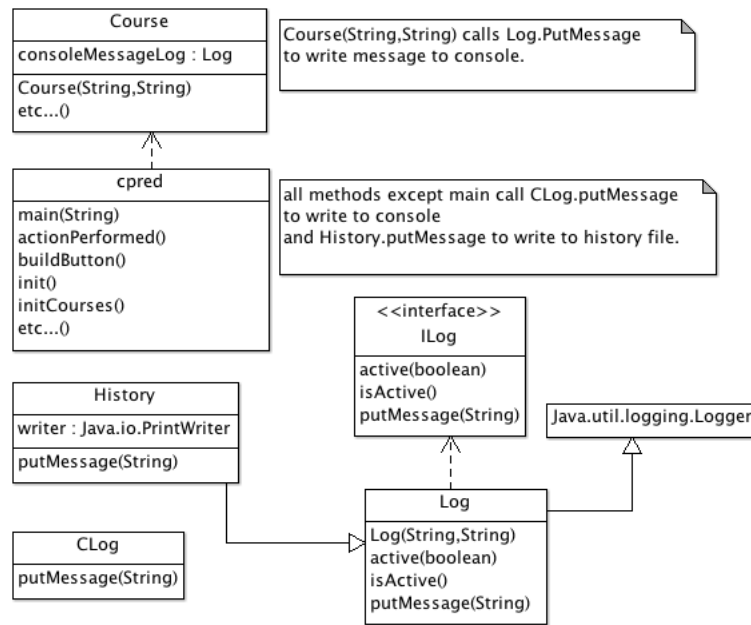 Course
consoleMessageLog : Log
Course(String,String)
etc...()
Course(String,String) calls Log.PutMessage
to write message to console.
cpred
main(String)
actionPerformed()
buildButton()
init()
initCourses()
etc...()
all methods except main call CLog.putMessage
to write to console
and History.putMessage to write to history file.
<<interface>>
ILog
active(boolean)
isActive()
putMessage(String)
History
writer : Java.io.PrintWriter
putMessage(String)
Java.util.logging.Logger
Log
Log(String,String)
active(boolean)
isActive()
putMessage(String)
CLog
putMessage(String)